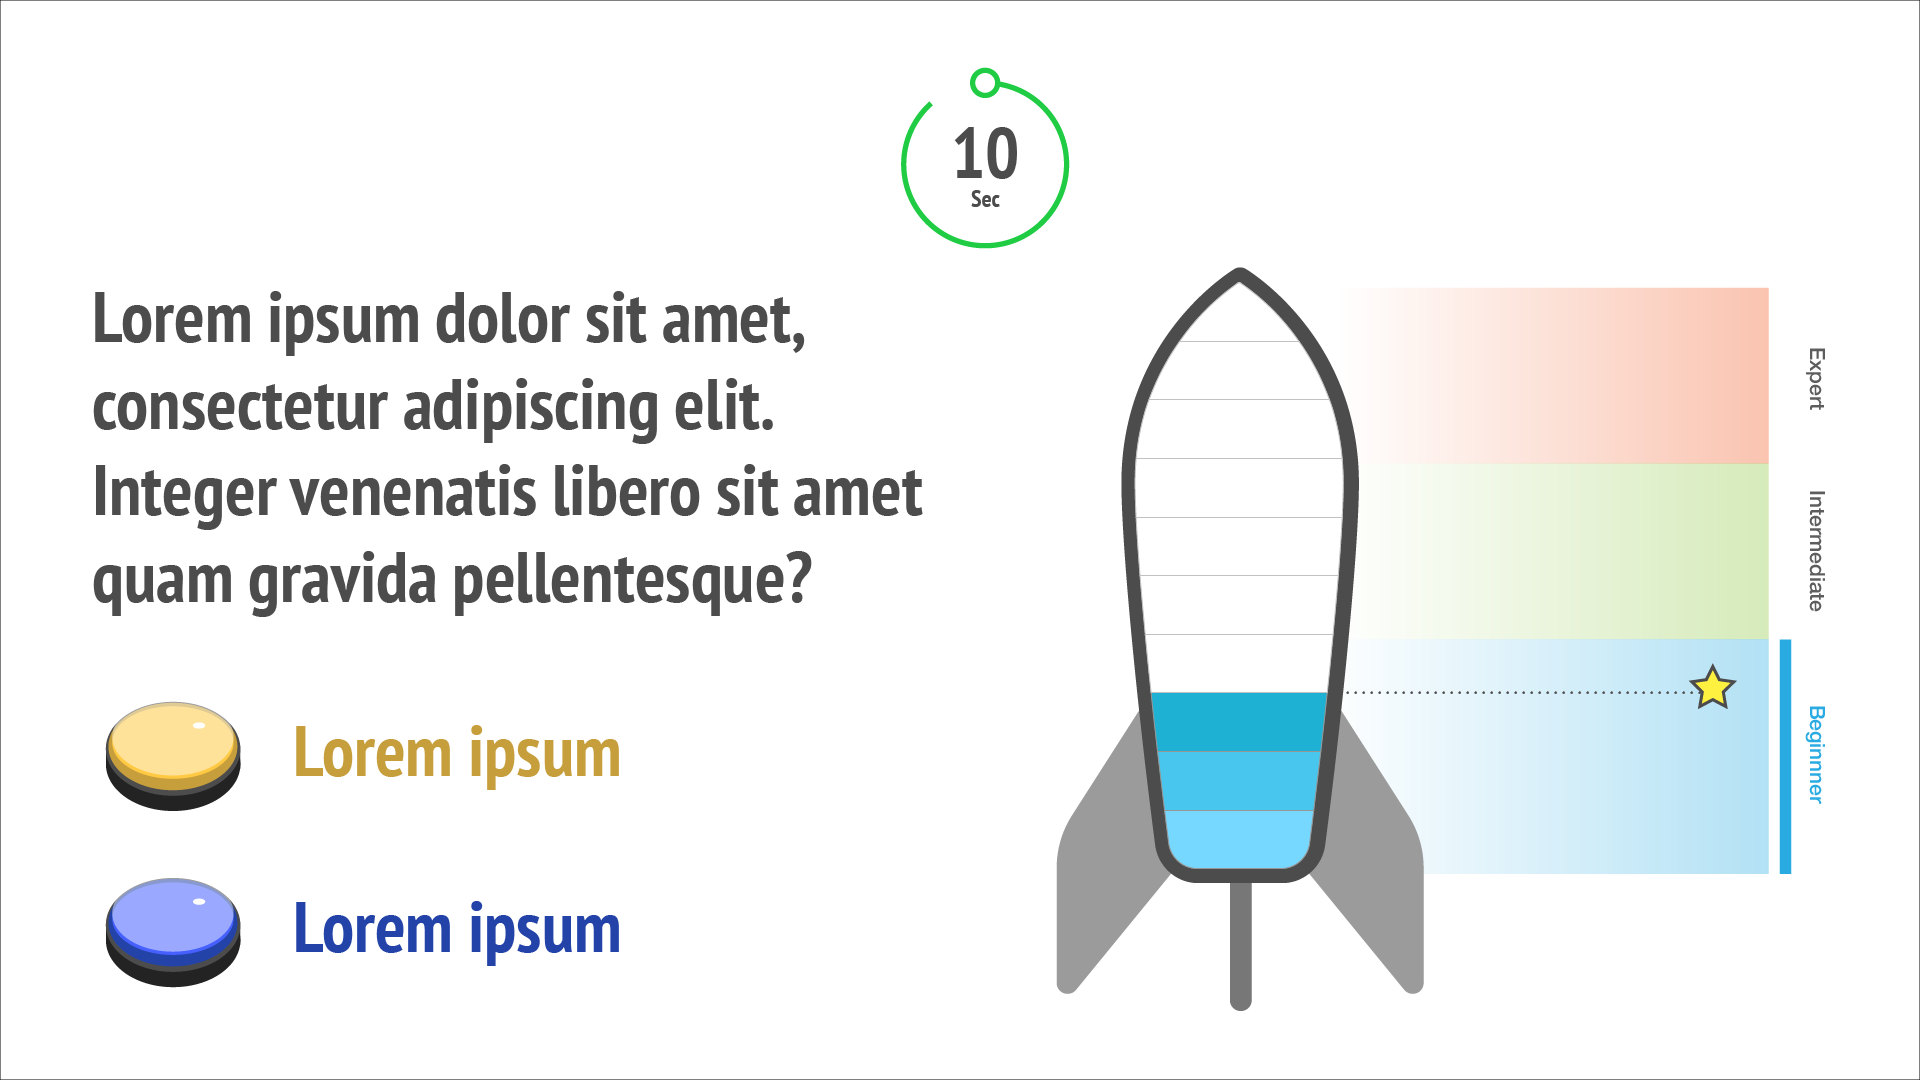 10
Sec
Lorem ipsum dolor sit amet,
consectetur adipiscing elit.
Integer venenatis libero sit amet
quam gravida pellentesque?
Lorem ipsum
Lorem ipsum
Expert
Intermediate
Beginnner